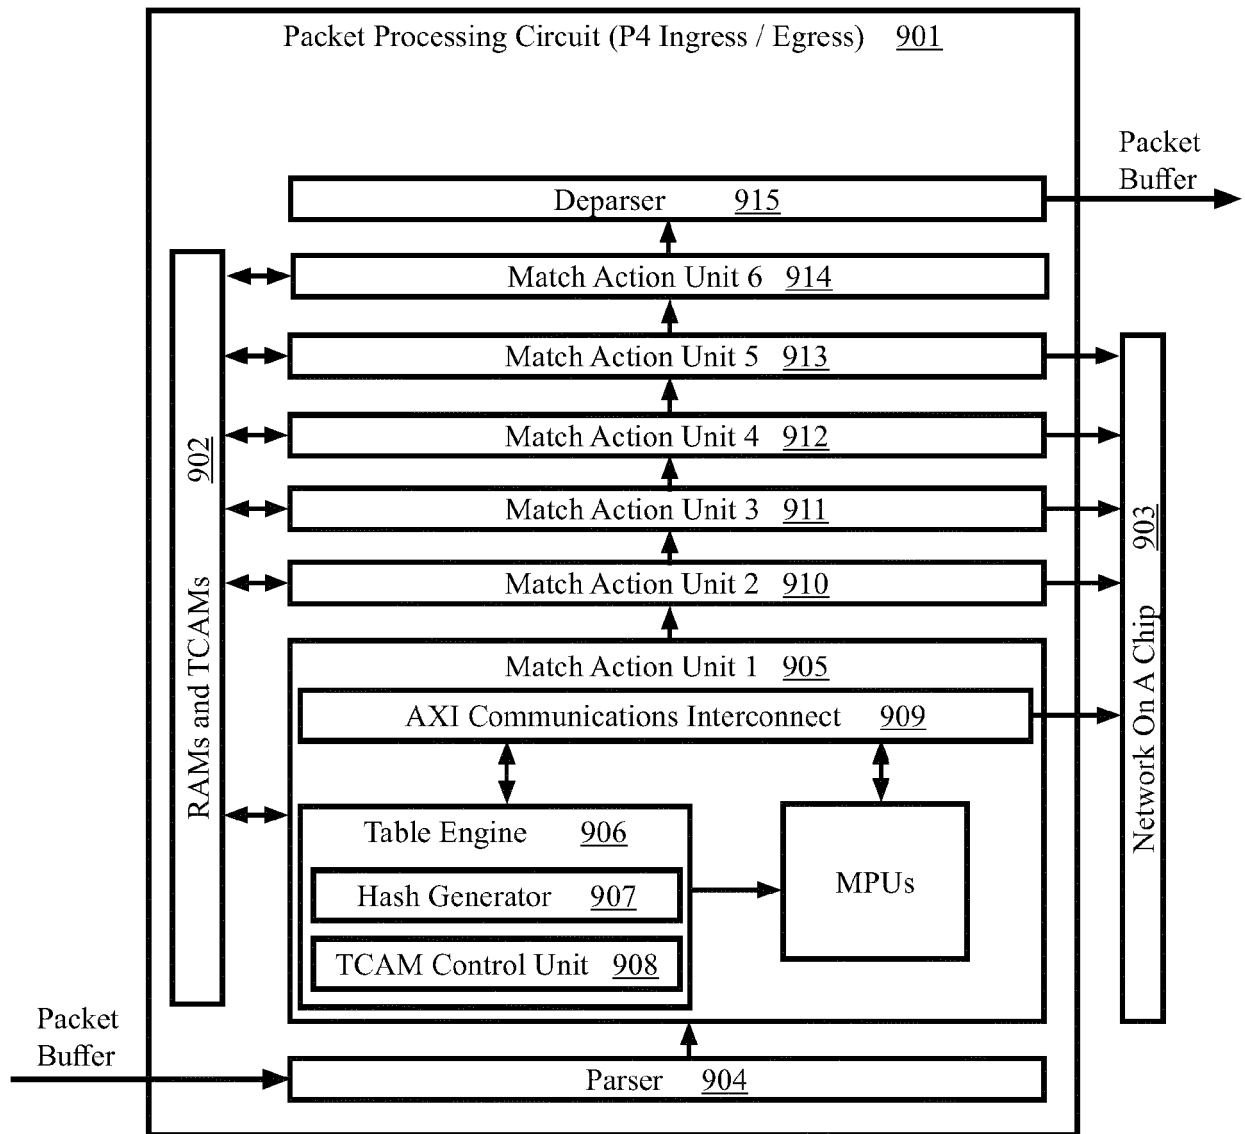 Packet Processing Circuit (P4 Ingress / Egress) 901
Packet
Buffer
Deparser 915
Match Action Unit 6 914
Match Action Unit 5 913
Match Action Unit 4 912
Match Action Unit 3 911
Match Action Unit 2 910
Match Action Unit 1 905
AXI Communications Interconnect 909
Table Engine 906
Hash Generator 907
TCAM Control Unit 908
MPUs
RAMs and TCAMs 902
Network On A Chip 903
Packet
Buffer
Parser 904